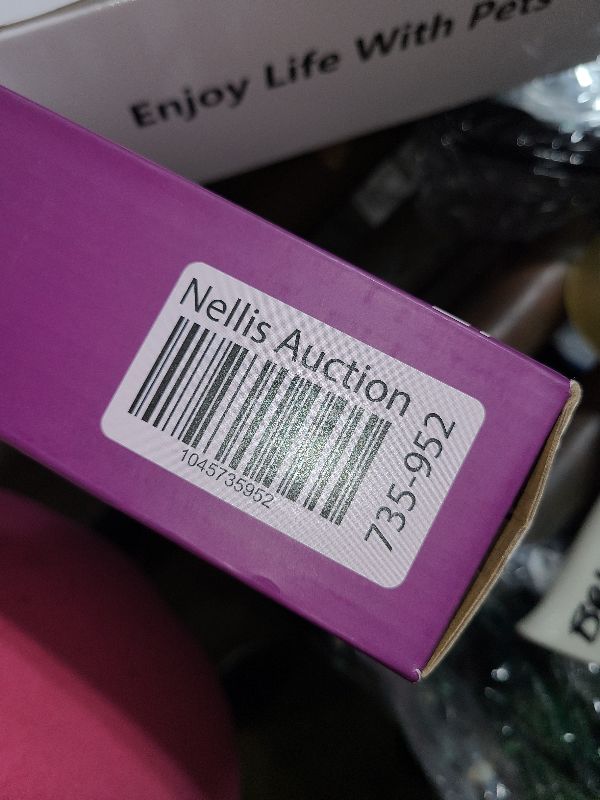 Enjoy Life With Pets
Nellis Auction
1045735952
735-952